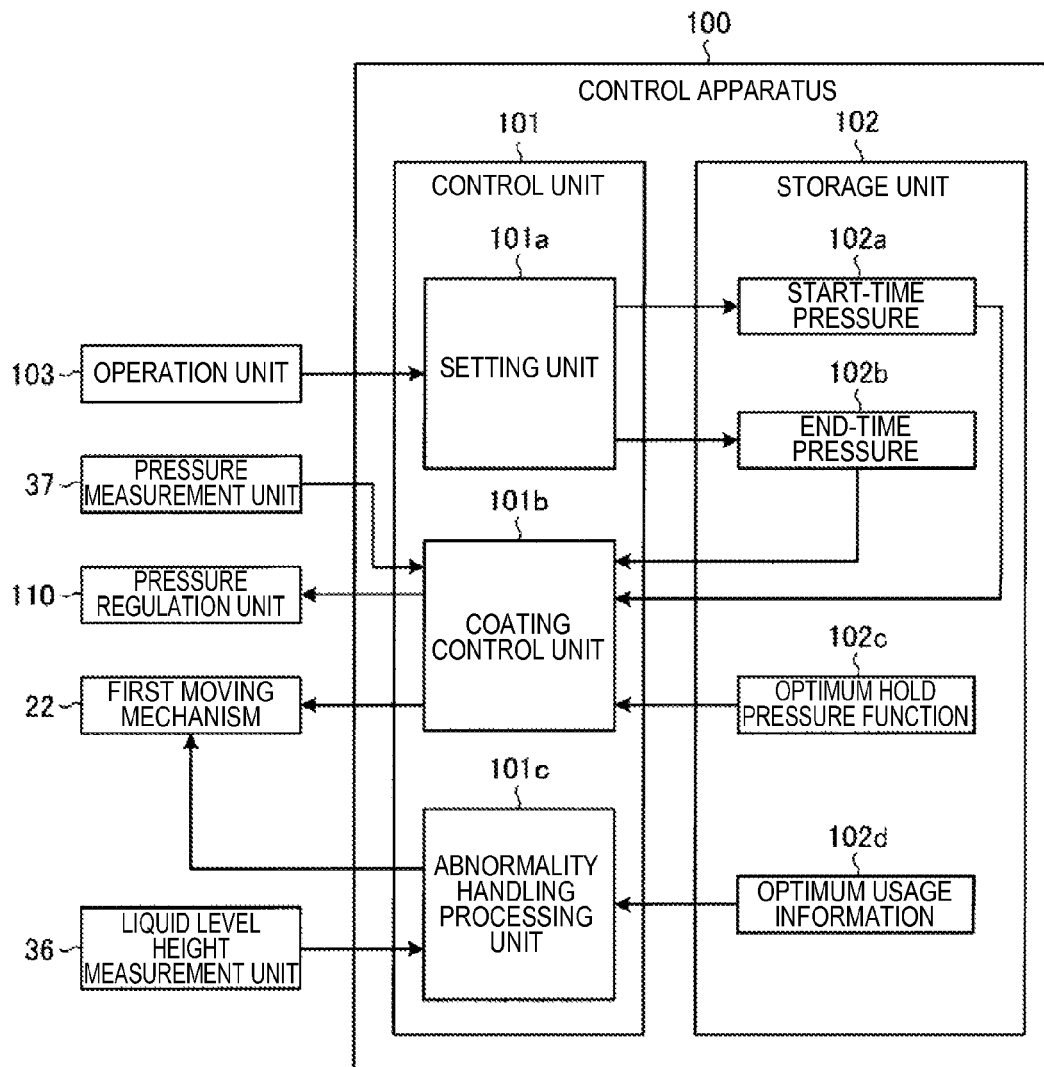 100
CONTROL APPARATUS
101
102
CONTROL UNIT
STORAGE UNIT
101a
102a
SETTING UNIT
START-TIME
PRESSURE
103
OPERATION UNIT
102b
END-TIME
PRESSURE
37
PRESSURE
MEASUREMENT UNIT
101b
110
PRESSURE
REGULATION UNIT
COATING
CONTROL UNIT
22
FIRST MOVING
MECHANISM
102c
OPTIMUM HOLD
PRESSURE FUNCTION
101c
ABNORMALITY
HANDLING
PROCESSING
UNIT
102d
OPTIMUM USAGE
INFORMATION
36
LIQUID LEVEL
HEIGHT
MEASUREMENT UNIT